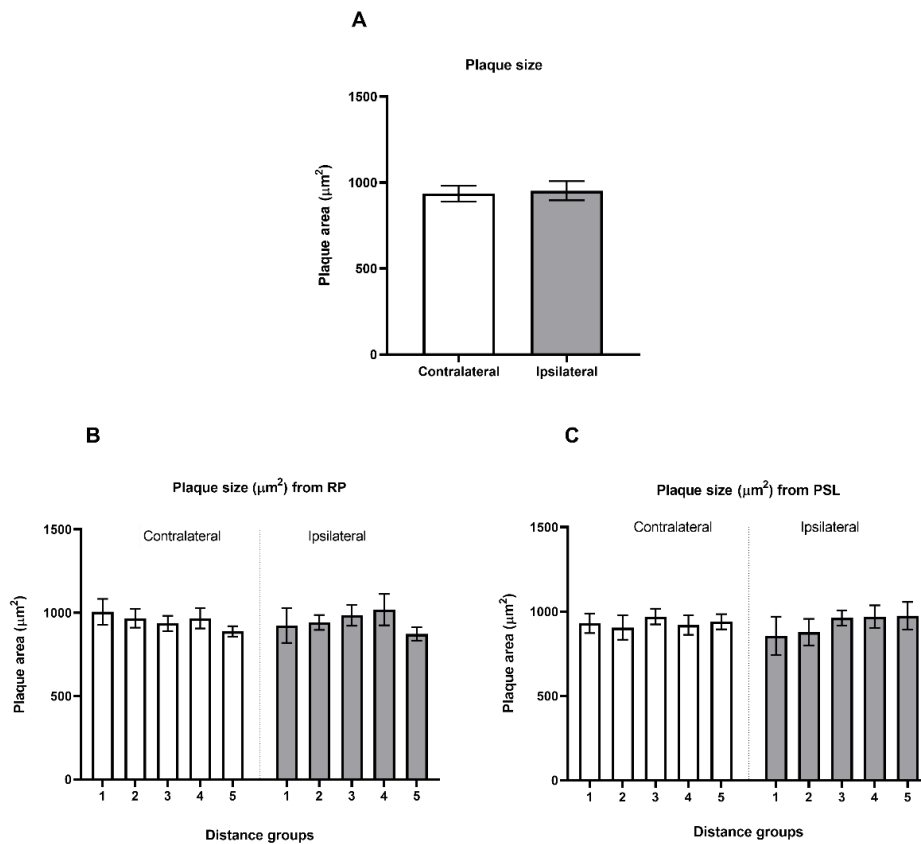 A
Plaque size
Plaque area (μm²)
1500
1000
500
0
Contralateral Ipsilateral
B
Plaque size (μm²) from RP
Plaque area (μm²)
Contralateral Ipsilateral
1500
1000
500
0
1 2 3 4 5 1 2 3 4 5
Distance groups
C
Plaque size (μm²) from PSL
Plaque area (μm²)
Contralateral Ipsilateral
1500
1000
500
0
1 2 3 4 5 1 2 3 4 5
Distance groups